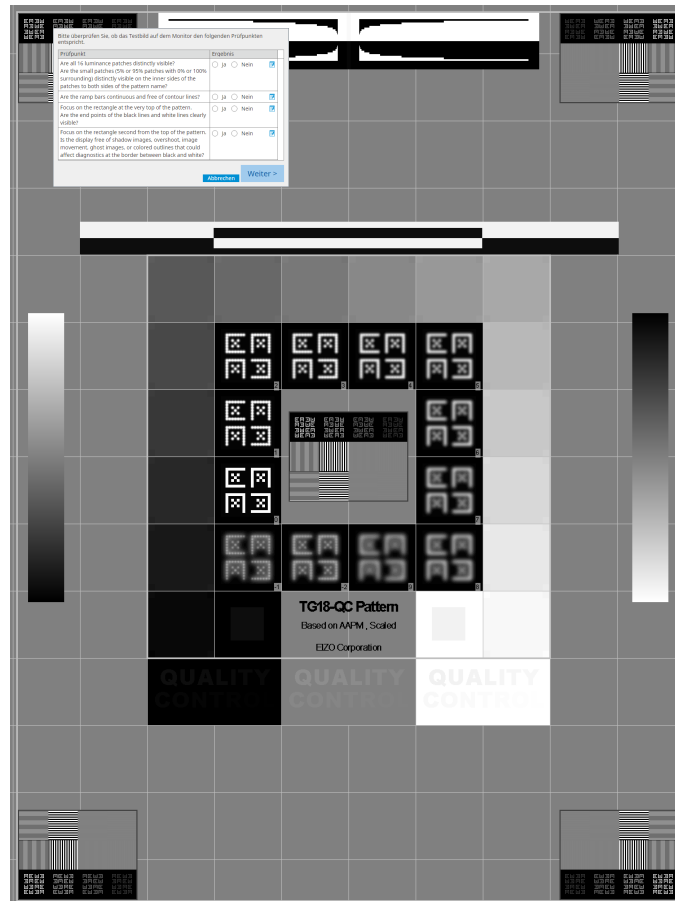 Bitte überprüfen Sie, ob das Testbild auf dem Monitor den folgenden Prüfpunkten
entspricht.
Prüfpunkt Ergebnis
Are all 16 luminance patches distinctly visible?
Are the small patches (5% or 95% patches with 0% or 100%
surrounding) distinctly visible on the inner sides of the
patches to both sides of the pattern name?
Ja Nein
Are the ramp bars continuous and free of contour lines?
Ja Nein
Focus on the rectangle at the very top of the pattern.
Are the end points of the black lines and white lines clearly
visible?
Ja Nein
Focus on the rectangle second from the top of the pattern.
Is the display free of shadow images, overshoot, image
movement, ghost images, or colored outlines that could
affect diagnostics at the border between black and white?
Ja Nein
Abbrechen Weiter >
TG18-QC Pattern
Based on AAPM , Scaled
EIZO Corporation
QUALITY QUALITY QUALITY
CONTROL CONTROL CONTROL